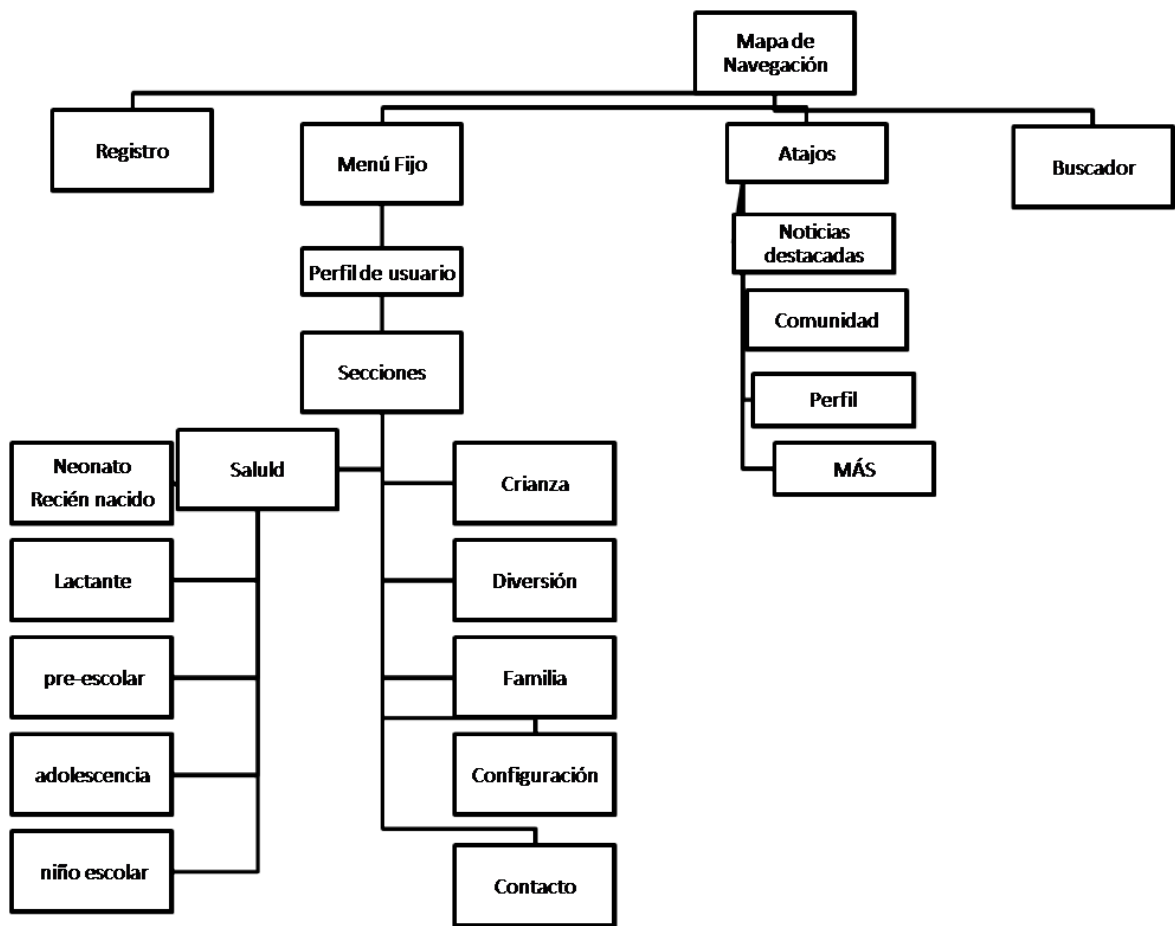 Mapa de
Navegación
Registro
Menú Fijo
Atajos
Buscador
Perfil de usuario
Secciones
Noticias
destacadas
Comunidad
Perfil
MÁS
Saluld
Neonato
Recién nacido
Lactante
pre-escolar
adolescencia
niño escolar
Crianza
Diversión
Familia
Configuración
Contacto